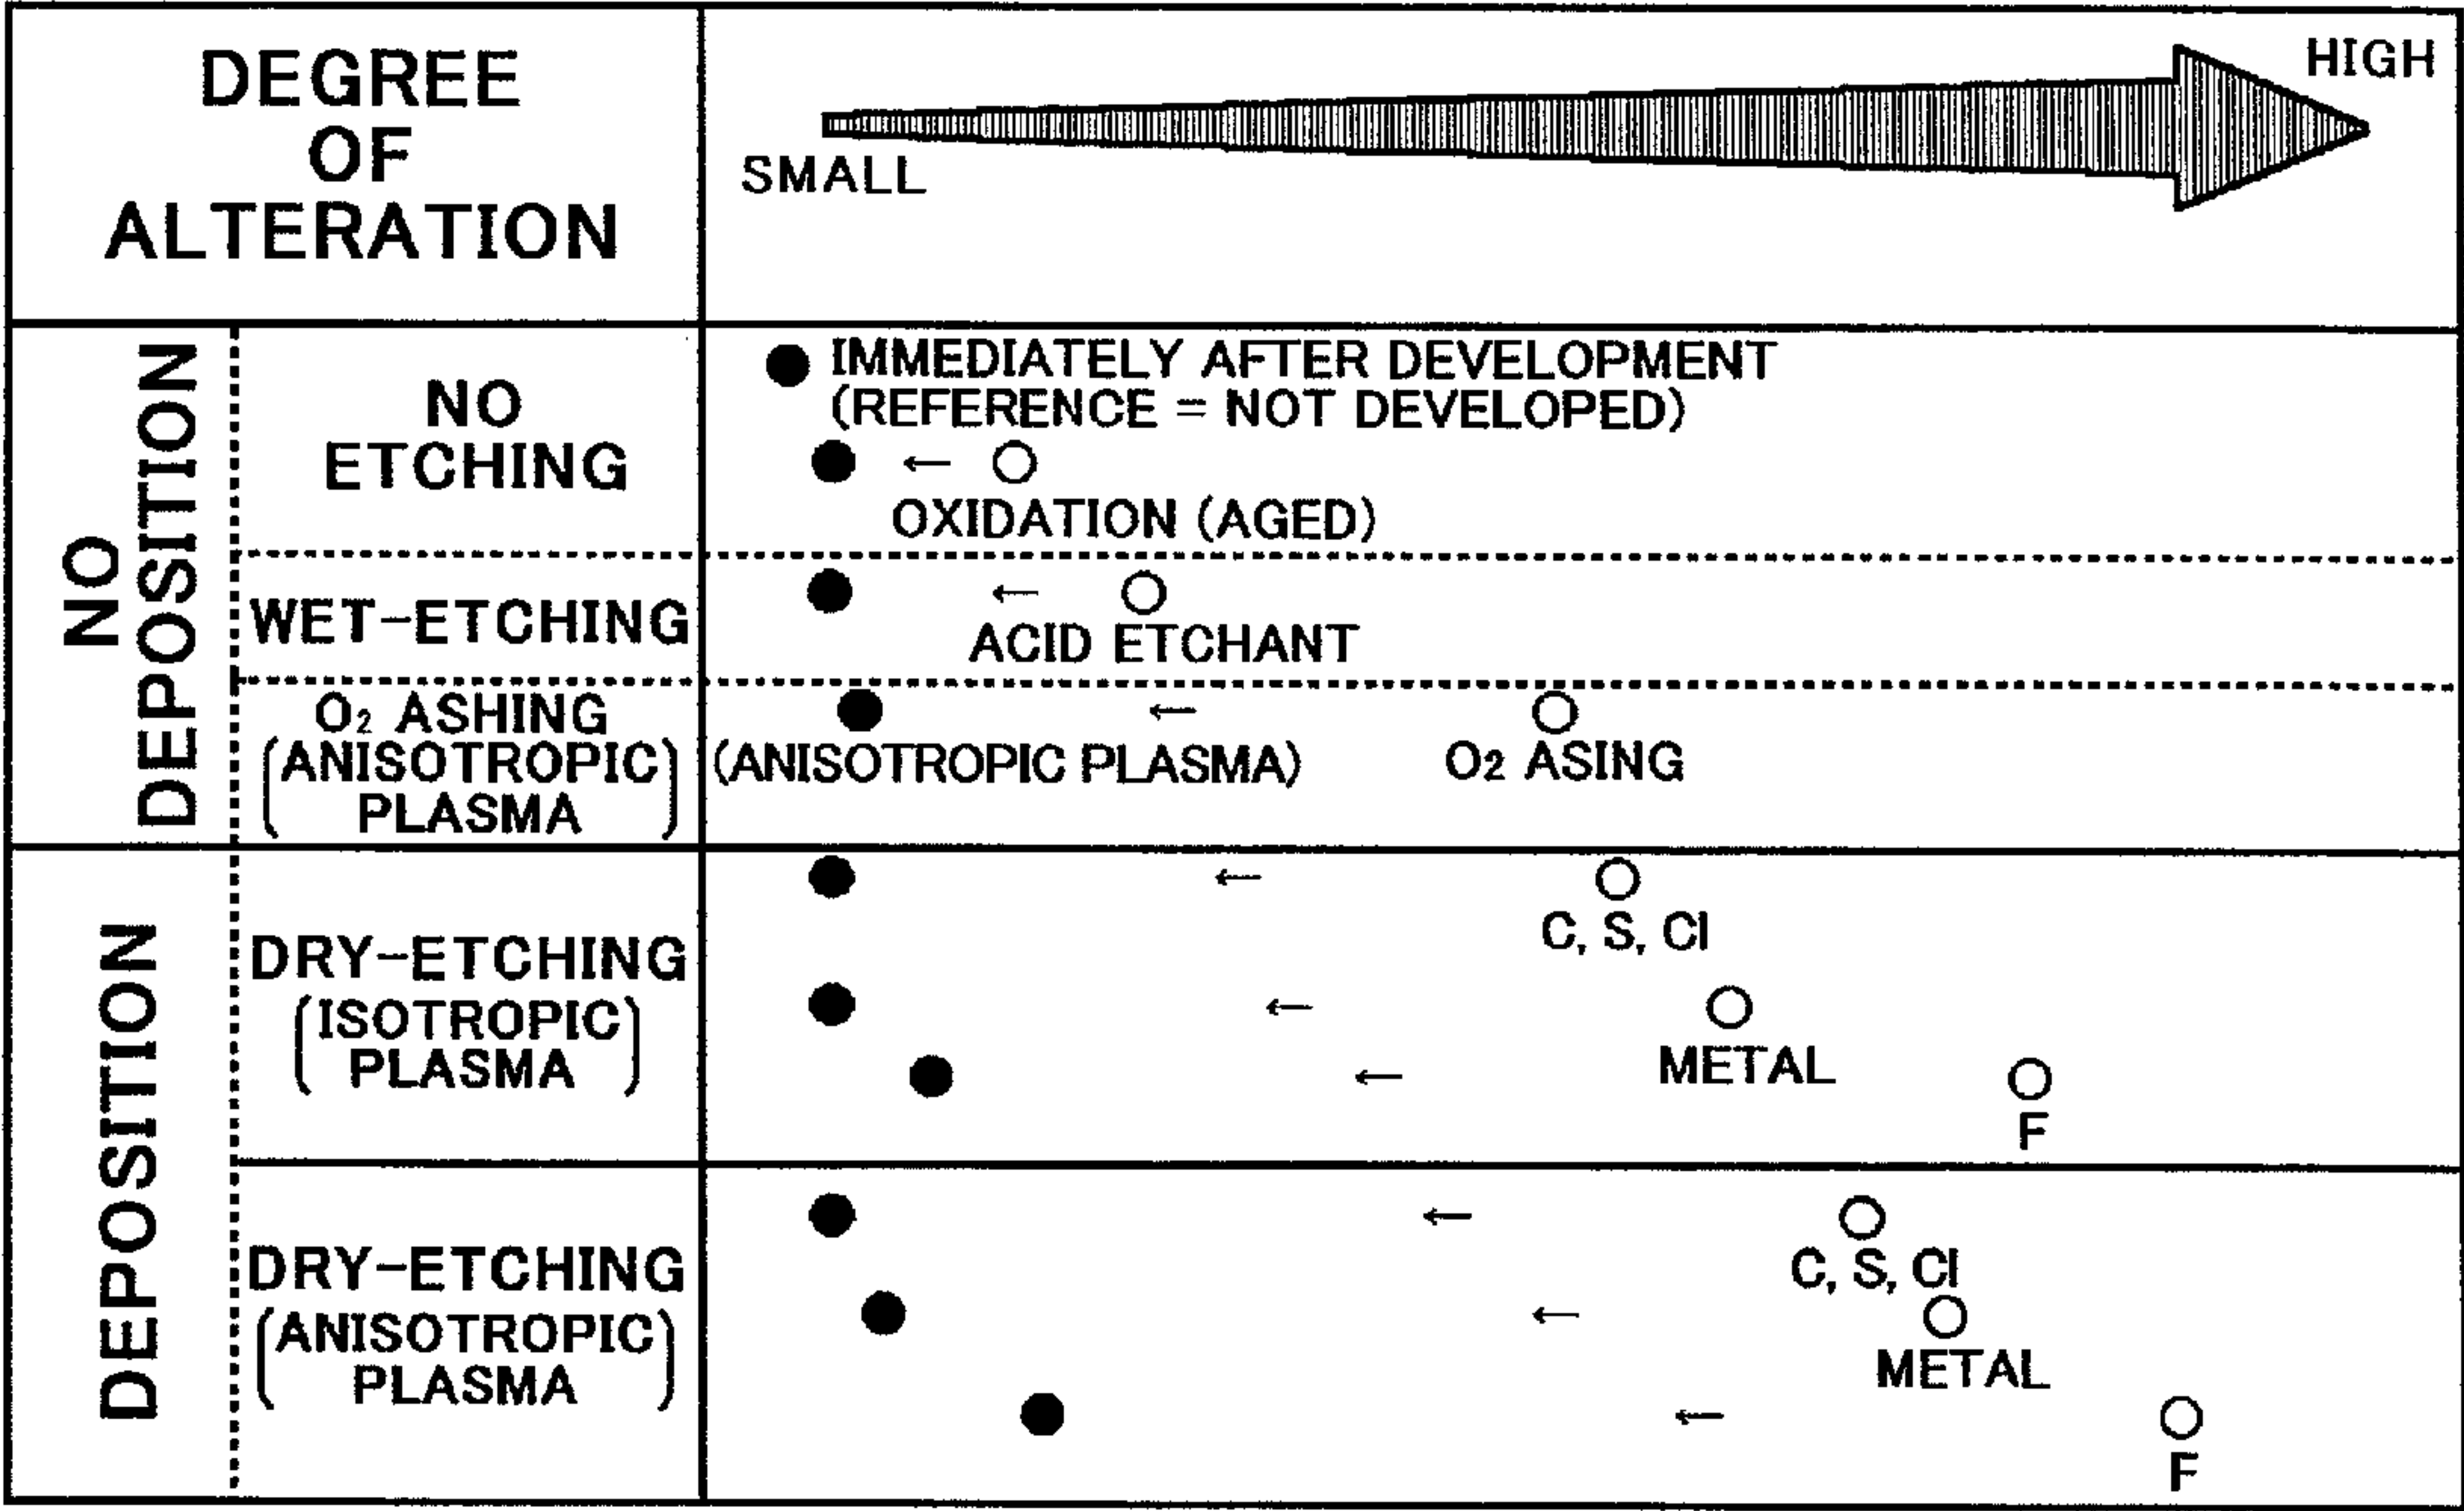 DEGREE
OF
ALTERATION
SMALL
HIGH
NO
DEPOSITION
NO
ETCHING
IMMEDIATELY AFTER DEVELOPMENT
(REFERENCE = NOT DEVELOPED)
OXIDATION (AGED)
WET-ETCHING
ACID ETCHANT
O₂ ASHING
(ANISOTROPIC
PLASMA)
(ANISOTROPIC PLASMA)
O₂ ASING
DEPOSITION
DRY-ETCHING
(ISOTROPIC
PLASMA)
C, S, Cl
METAL
F
DRY-ETCHING
(ANISOTROPIC
PLASMA)
C, S, Cl
METAL
F